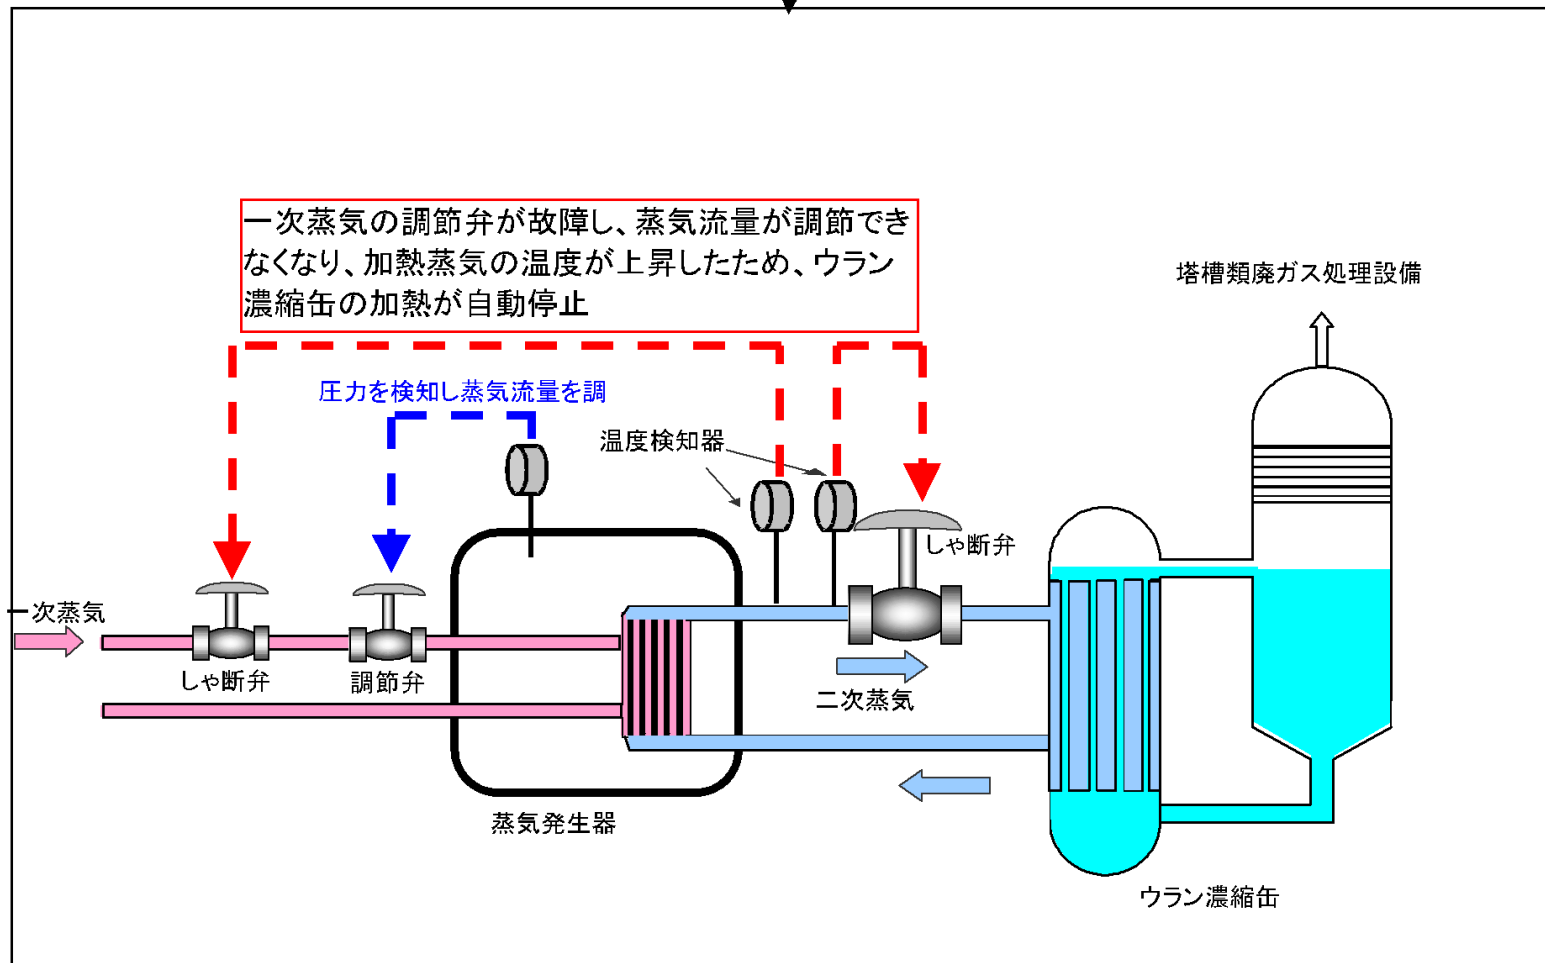 一次蒸気の調節弁が故障し、蒸気流量が調節でき
なくなり、加熱蒸気の温度が上昇したため、ウラン
濃縮缶の加熱が自動停止
塔槽類廃ガス処理設備
圧力を検知し蒸気流量を調
温度検知器
しゃ断弁
一次蒸気
しゃ断弁
調節弁
二次蒸気
蒸気発生器
ウラン濃縮缶